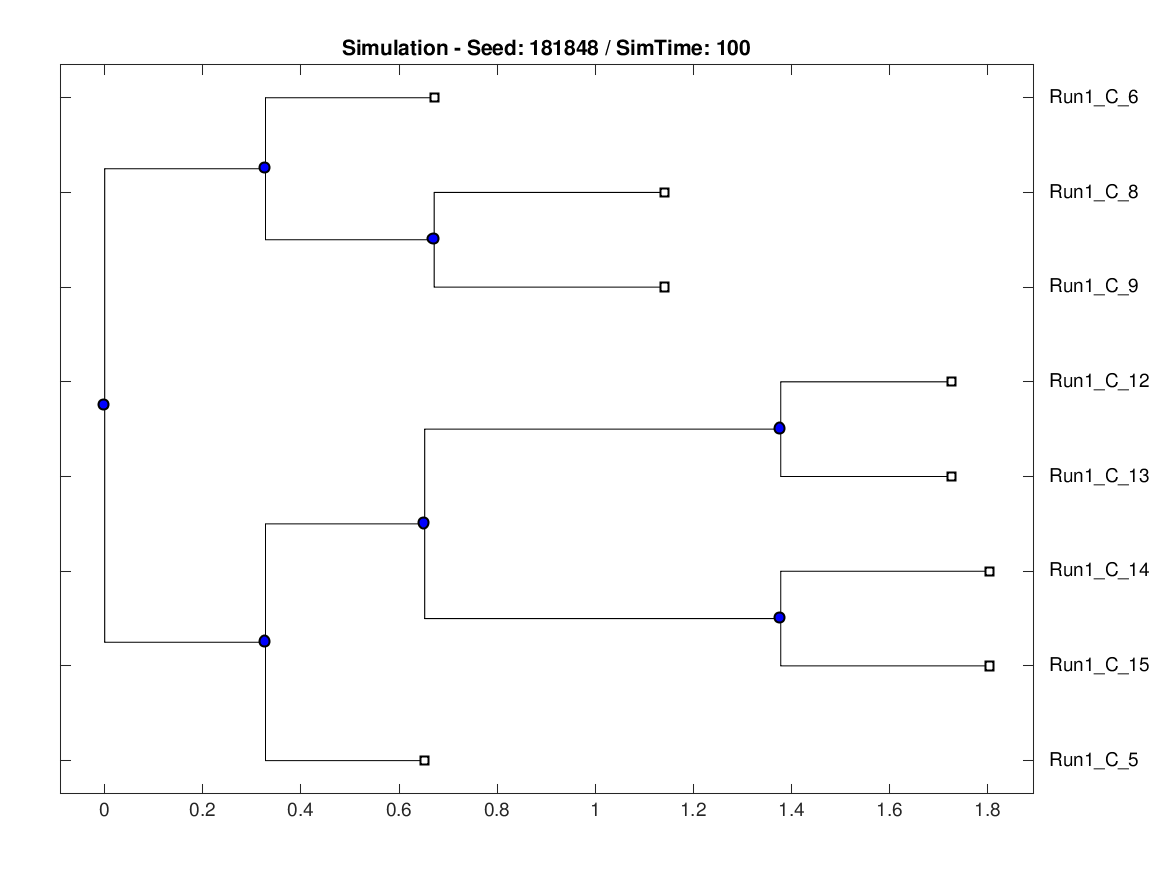 Simulation - Seed: 181848 / SimTime: 100
Run1_C_6
Run1_C_8
Run1_C_9
Run1_C_12
Run1_C_13
Run1_C_14
Run1_C_15
Run1_C_5
0 0.2 0.4 0.6 0.8 1 1.2 1.4 1.6 1.8